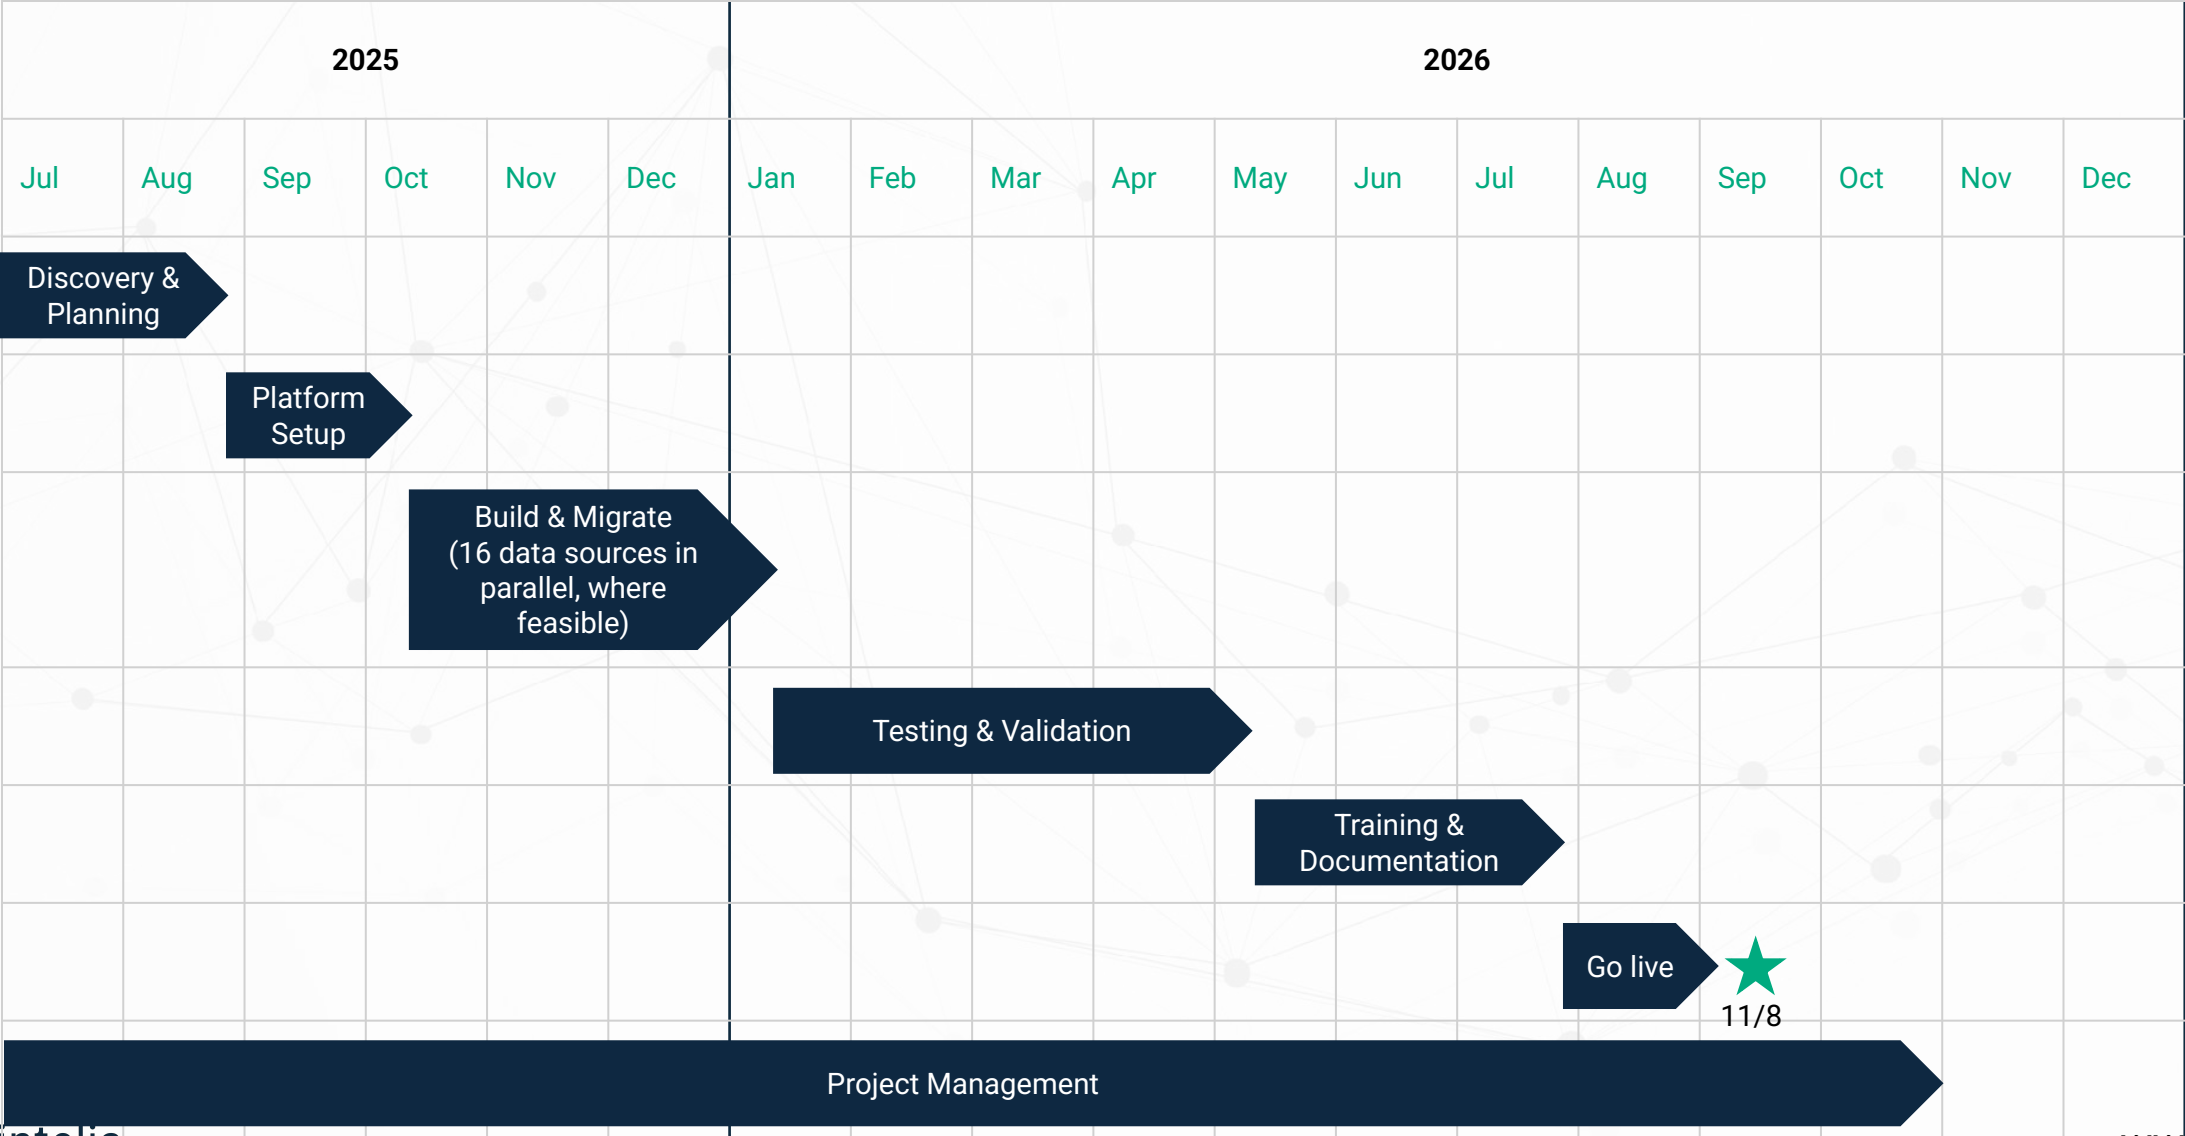 2025 2026
Jul Aug Sep Oct Nov Dec Jan Feb Mar Apr May Jun Jul Aug Sep Oct Nov Dec
Discovery &
Planning
Platform
Setup
Build & Migrate
(16 data sources in
parallel, where
feasible)
Testing & Validation
Training &
Documentation
Go live
11/8
Project Management